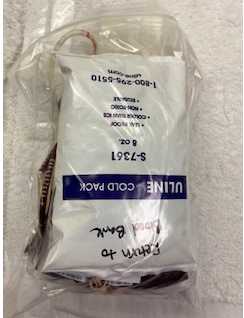 ULINE COLD PACK
S-7361
8 OZ.
• LEAK PROOF
• COLDER THAN ICE
• NON-TOXIC
• REUSABLE
1-800-295-5510
uline.com
Return to
Blood Bank